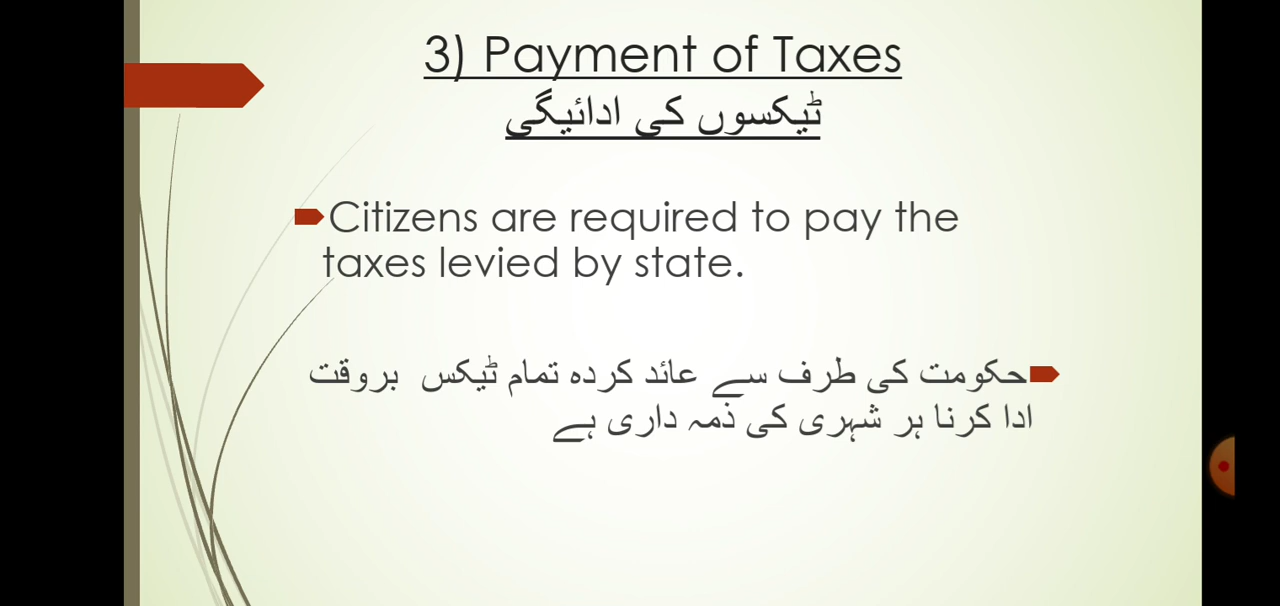 3) Payment of Taxes
ٹیکسوں کی ادائیگی
Citizens are required to pay the
taxes levied by state.
حکومت کی طرف سے عائد کردہ تمام ٹیکس بروقت
ادا کرنا ہر شہری کی ذمہ داری ہے